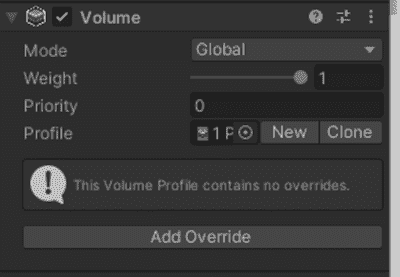 Volume
Mode Global
Weight 1
Priority 0
Profile 1 P New Clone
This Volume Profile contains no overrides.
Add Override